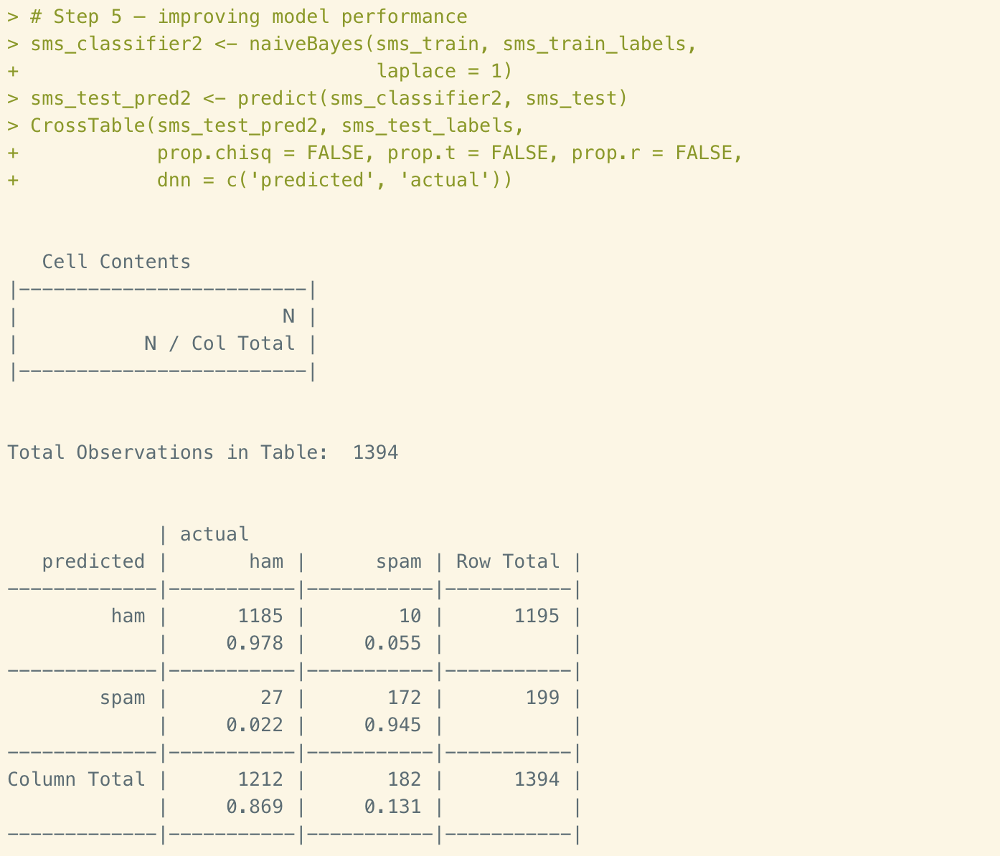 > # Step 5 – improving model performance
> sms_classifier2 <- naiveBayes(sms_train, sms_train_labels,
+                               laplace = 1)
> sms_test_pred2 <- predict(sms_classifier2, sms_test)
> CrossTable(sms_test_pred2, sms_test_labels,
+            prop.chisq = FALSE, prop.t = FALSE, prop.r = FALSE,
+            dnn = c('predicted', 'actual'))
   Cell Contents
|-------------------------|
|                       N |
|           N / Col Total |
|-------------------------|
Total Observations in Table:  1394
             | actual
   predicted |       ham |      spam | Row Total |
-------------|-----------|-----------|-----------|
         ham |      1185 |        10 |      1195 |
             |     0.978 |     0.055 |           |
-------------|-----------|-----------|-----------|
        spam |        27 |       172 |       199 |
             |     0.022 |     0.945 |           |
-------------|-----------|-----------|-----------|
Column Total |      1212 |       182 |      1394 |
             |     0.869 |     0.131 |           |
-------------|-----------|-----------|-----------|